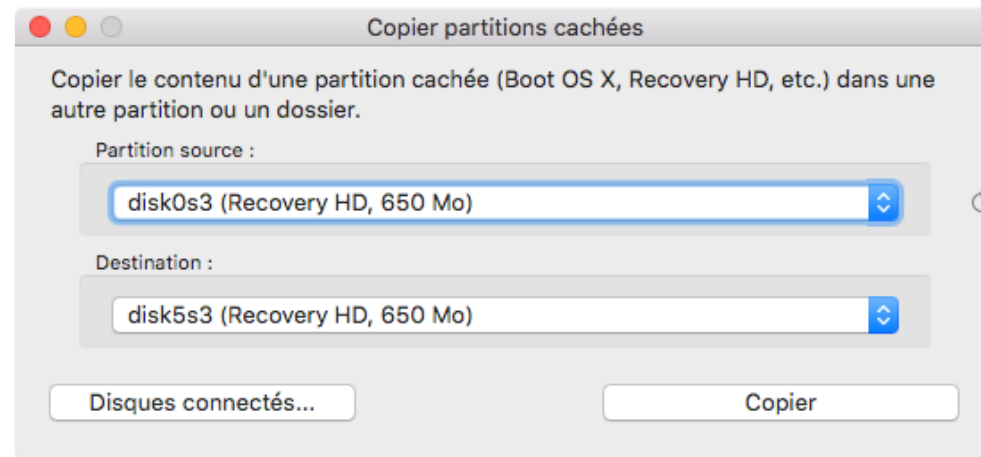 Copier partitions cachées
Copier le contenu d'une partition cachée (Boot OS X, Recovery HD, etc.) dans une
autre partition ou un dossier.
Partition source :
disk0s3 (Recovery HD, 650 Mo)
Destination :
disk5s3 (Recovery HD, 650 Mo)
Disques connectés...
Copier